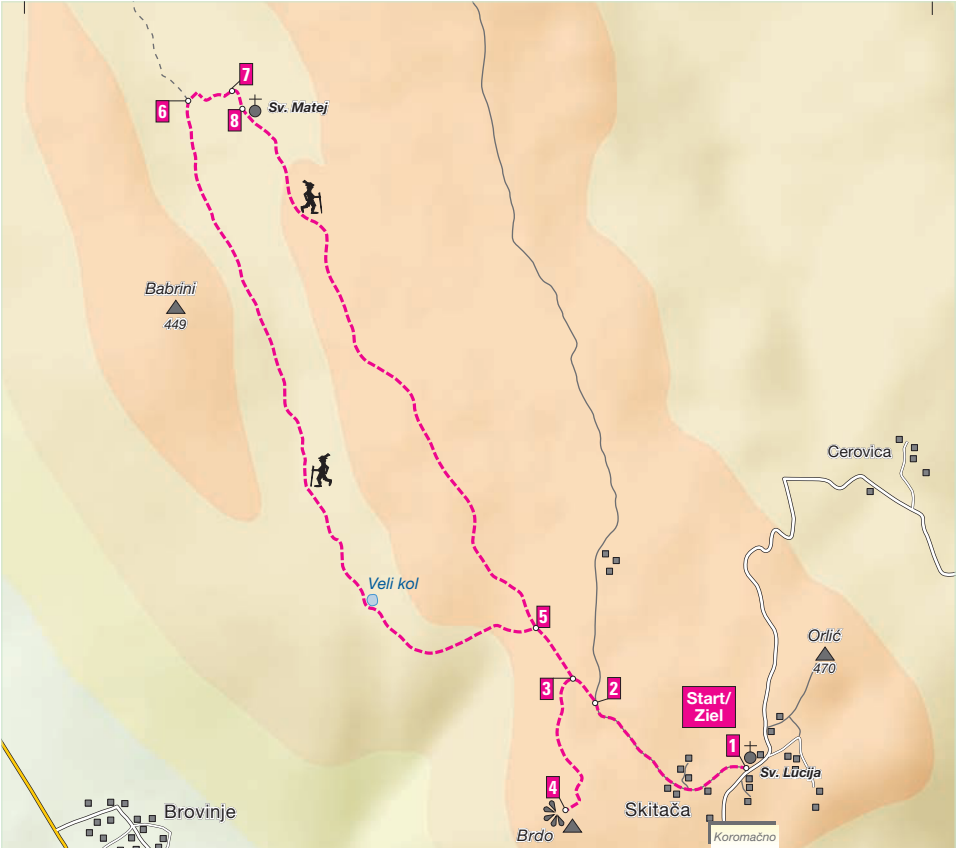 7
6
8
Sv. Matej
Babrini
449
Cerovica
Veli kol
5
Orlić
470
3
2
Start/
Ziel
1
Sv. Lucija
4
Skitača
Brovinje
Brdo
Koromačno